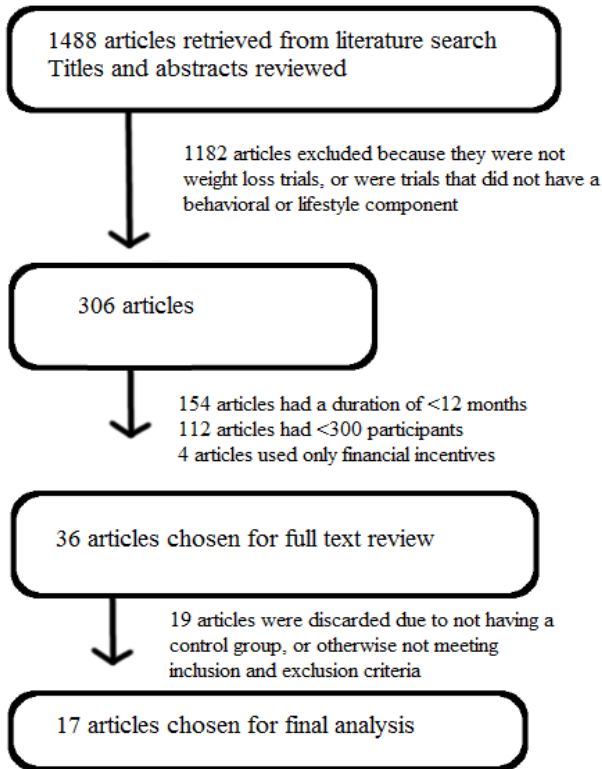 1488 articles retrieved from literature search
Titles and abstracts reviewed
1182 articles excluded because they were not
weight loss trials, or were trials that did not have a
behavioral or lifestyle component
306 articles
154 articles had a duration of <12 months
112 articles had <300 participants
4 articles used only financial incentives
36 articles chosen for full text review
19 articles were discarded due to not having a
control group, or otherwise not meeting
inclusion and exclusion criteria
17 articles chosen for final analysis